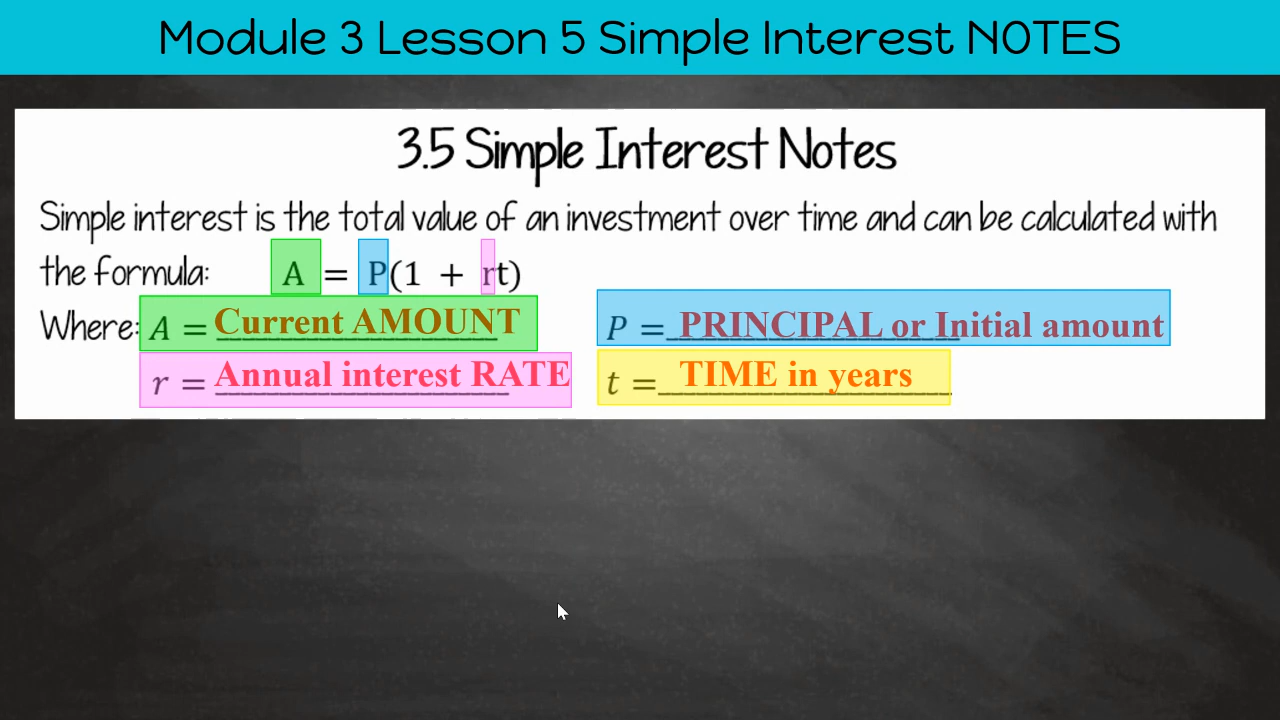 Module 3 Lesson 5 Simple Interest NOTES
3.5 Simple Interest Notes
Simple interest is the total value of an investment over time and can be calculated with
the formula: A = P(1 + rt)
Where: A = Current AMOUNT P = PRINCIPAL or Initial amount
r = Annual interest RATE t = TIME in years